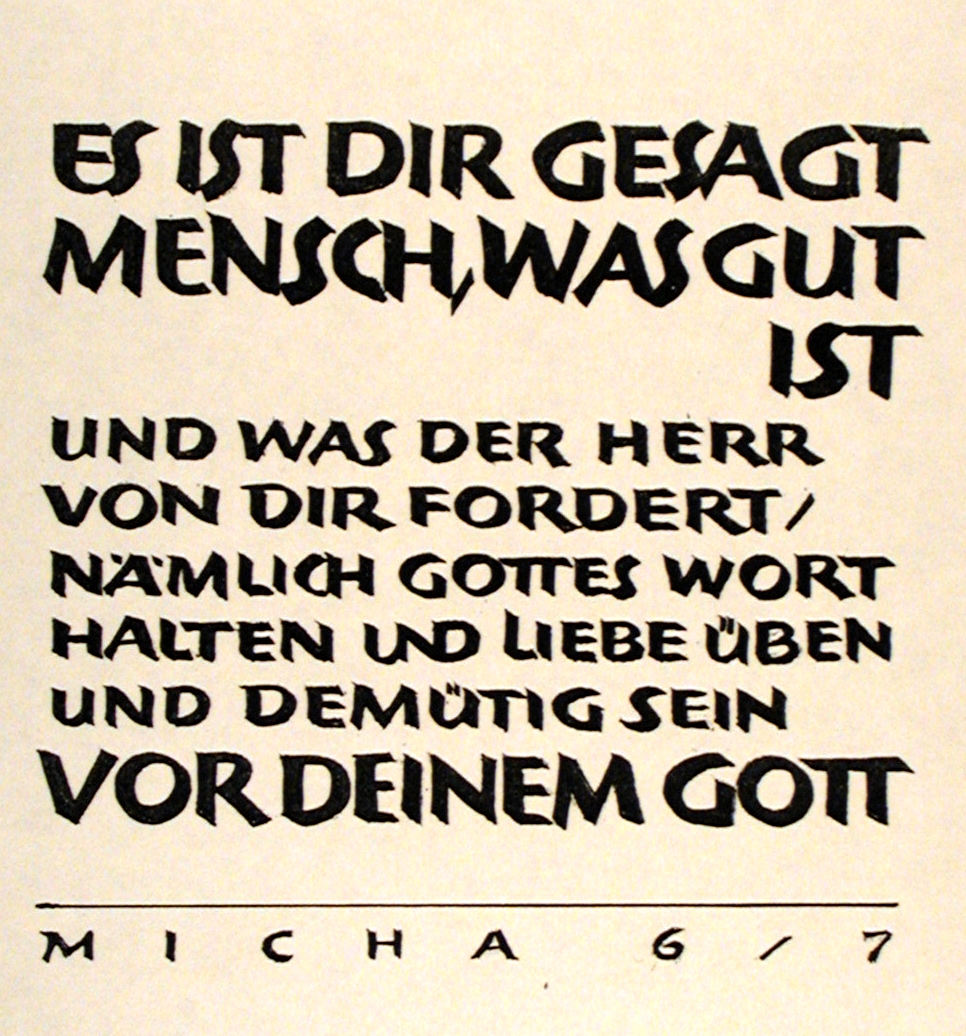 ES IST DIR GESAGT
MENSCH, WAS GUT
IST
UND WAS DER HERR
VON DIR FORDERT/
NÄMLICH GOTTES WORT
HALTEN UND LIEBE ÜBEN
UND DEMÜTIG SEIN
VOR DEINEM GOTT
MICHA 6/7